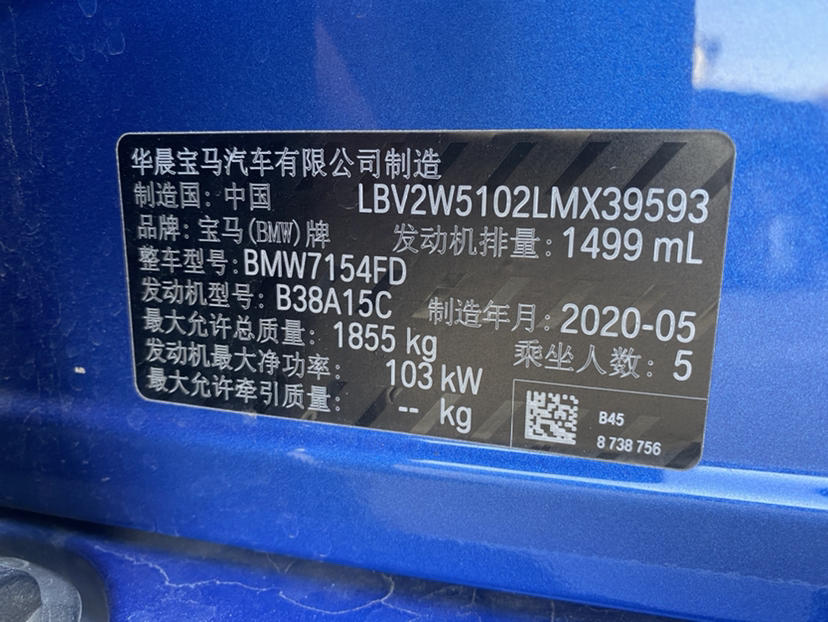 华晨宝马汽车有限公司制造
制造国: 中国 LBV2W5102LMX39593
品牌: 宝马(BMW)牌 发动机排量: 1499 mL
整车型号: BMW7154FD
发动机型号: B38A15C 制造年月: 2020-05
最大允许总质量: 1855 kg 乘坐人数: 5
发动机最大净功率: 103 kW
最大允许牵引质量: -- kg
B45
8 738 756